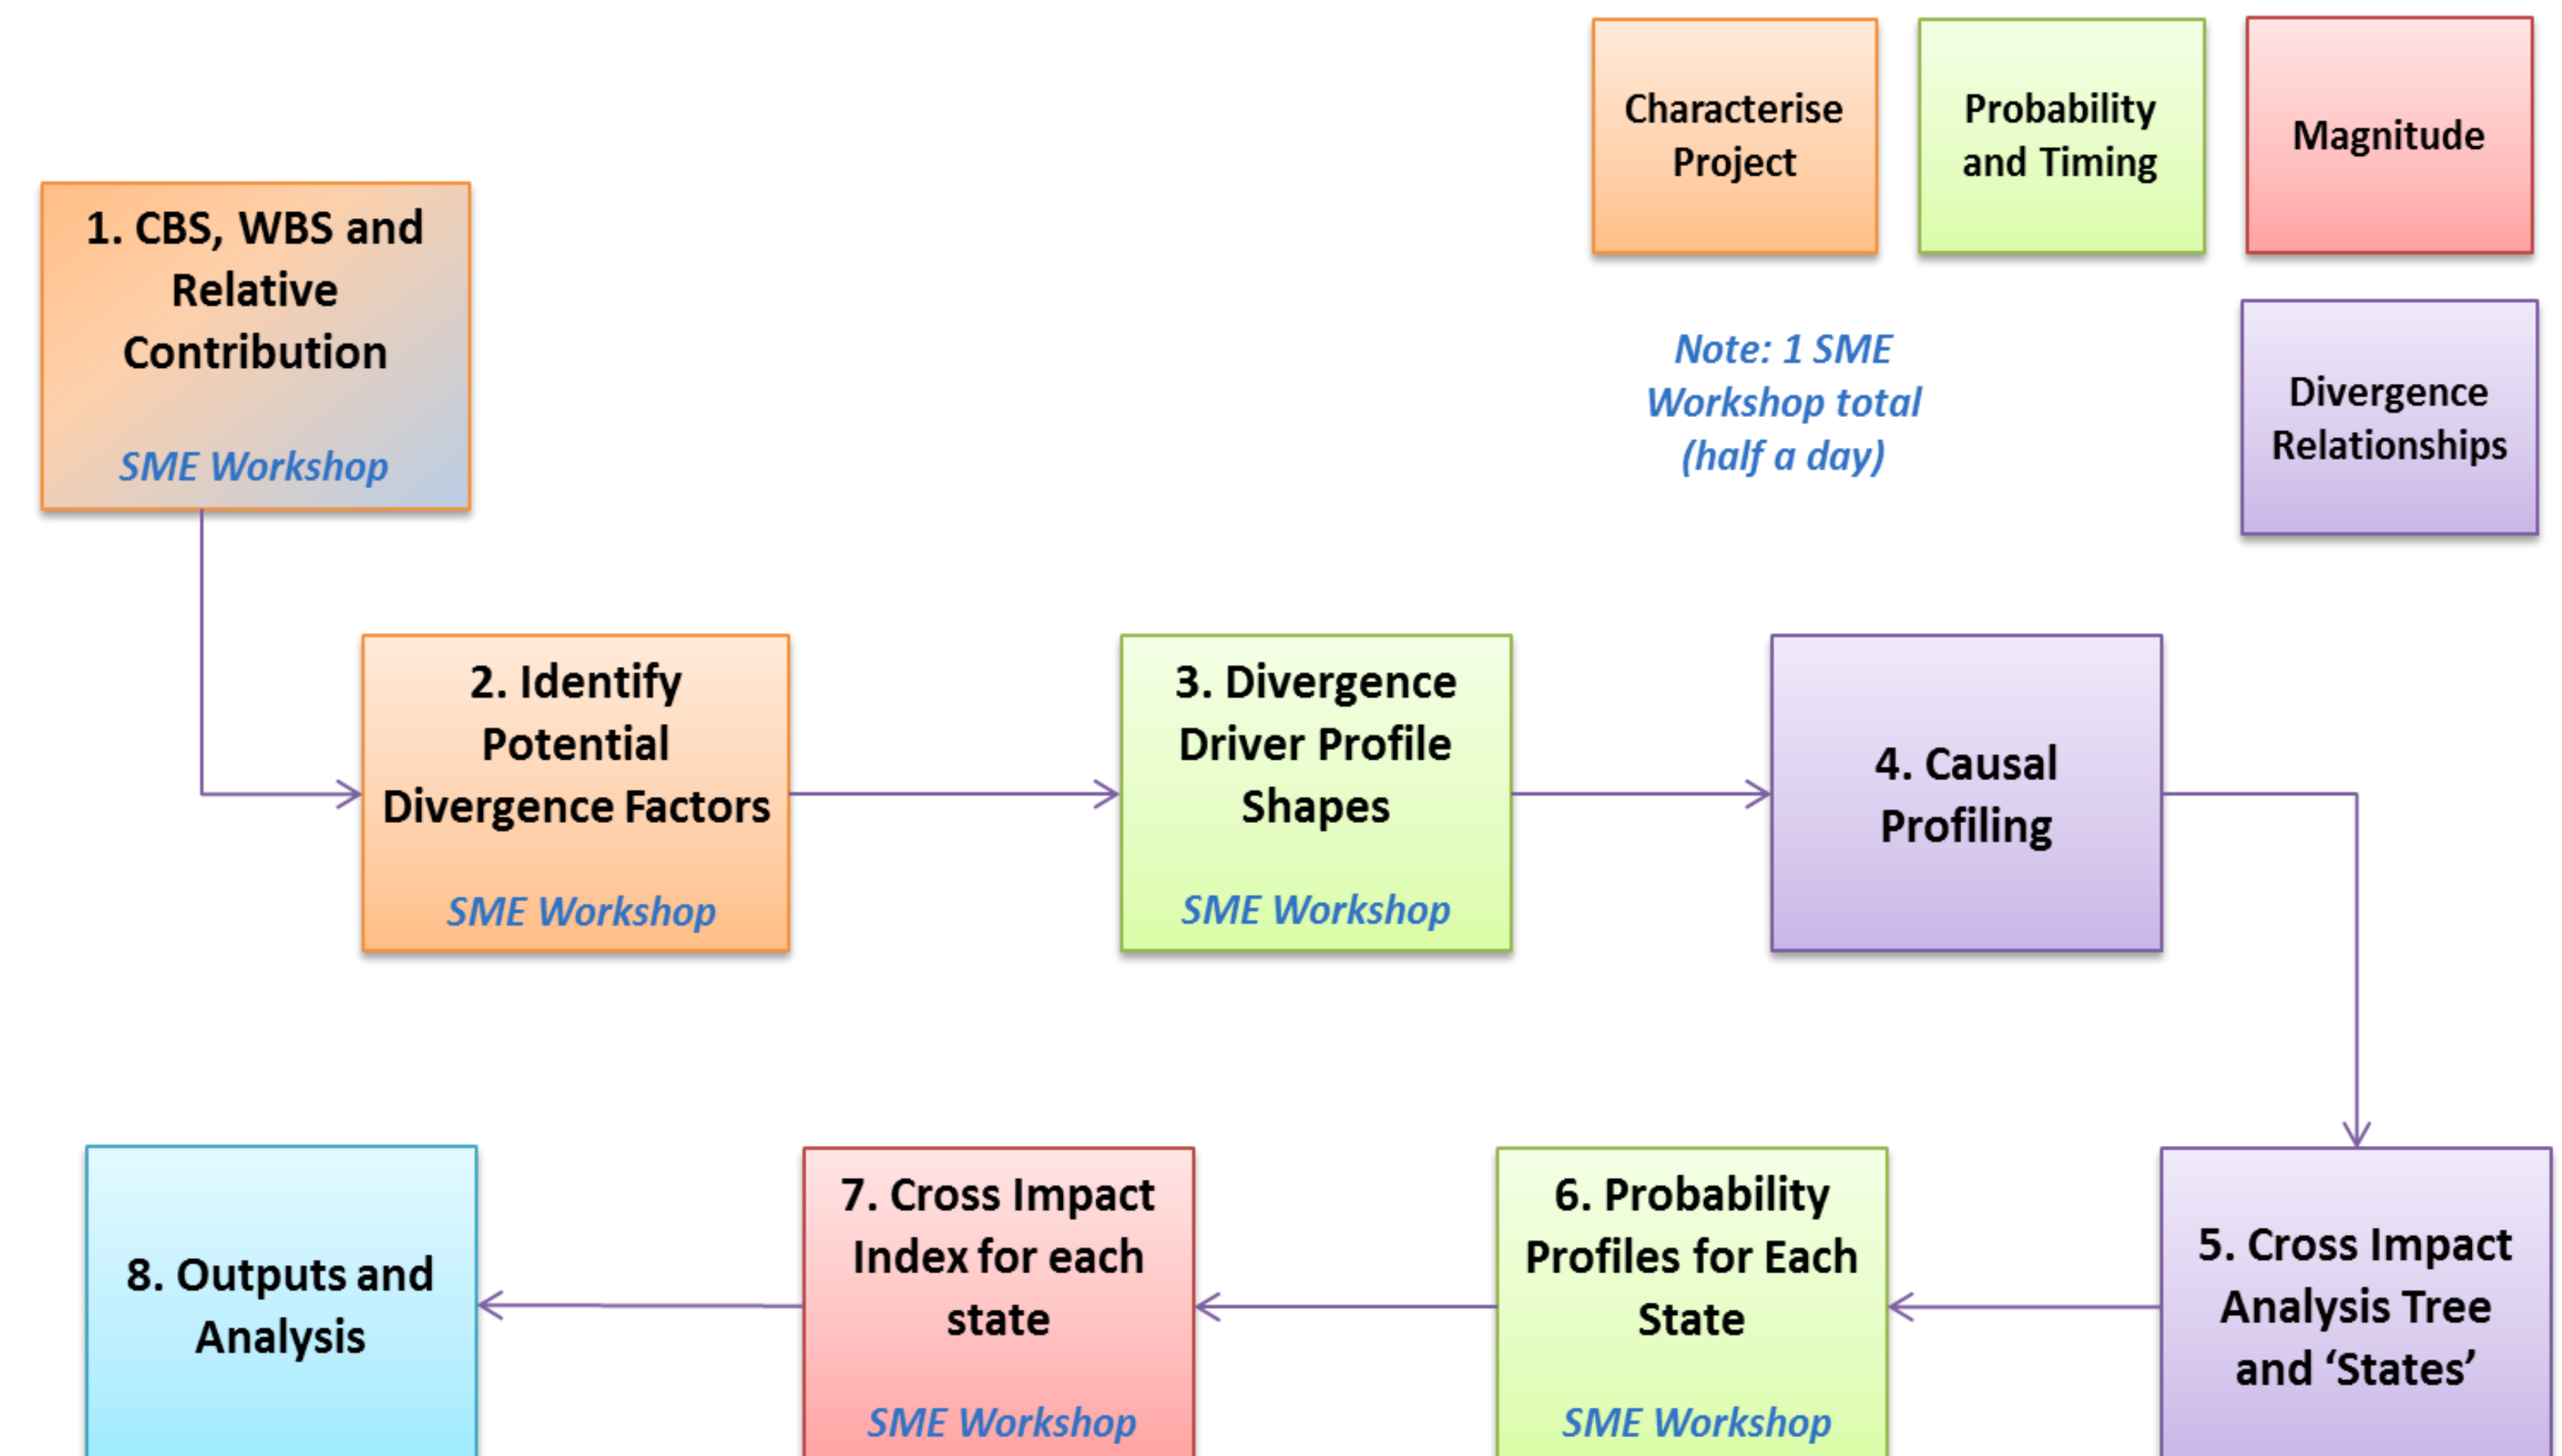 Characterise
Project
Probability
and Timing
Magnitude
1. CBS, WBS and
Relative
Contribution
SME Workshop
Note: 1 SME
Workshop total
(half a day)
Divergence
Relationships
2. Identify
Potential
Divergence Factors
SME Workshop
3. Divergence
Driver Profile
Shapes
SME Workshop
4. Causal
Profiling
8. Outputs and
Analysis
7. Cross Impact
Index for each
state
SME Workshop
6. Probability
Profiles for Each
State
SME Workshop
5. Cross Impact
Analysis Tree
and ‘States’